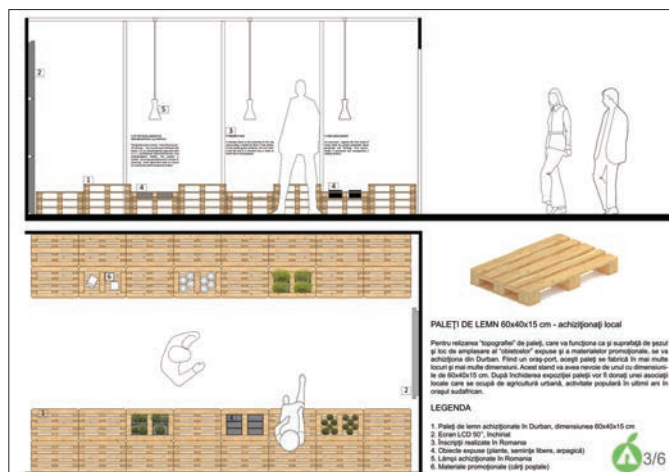 2
5
3
1
4
4
6
2
1
5
PALEȚI DE LEMN 60x40x15 cm - achiziționați local
Pentru relizarea "topografiei" de paleți, care va funcționa ca și suprafață de șezut
și loc de amplasare al "obietcelor" expuse și a materialelor promoționale, se va
achiziționa din Durban. Fiind un oraș-port, acești paleți se fabrică în mai multe
locuri și mai multe dimensiuni. Acest stand va avea nevoie de unul cu dimensiuni-
le de 60x40x15 cm. După închiderea expoziției paleții vor fi donați unei asociații
locale care se ocupă de agricultură urbană, activitate populară în ultimii ani în
orașul sudafrican.
LEGENDA
1. Paleți de lemn achiziționate în Durban, dimensiunea 60x40x15 cm
2. Ecran LCD 50", închiriat
3. Inscripții realizate în Romania
4. Obiecte expuse (plante, semințe libere, arpagică)
5. Lămpi achiziționate în Romania
6. Materiale promoționale (cărți poștale)
3/6